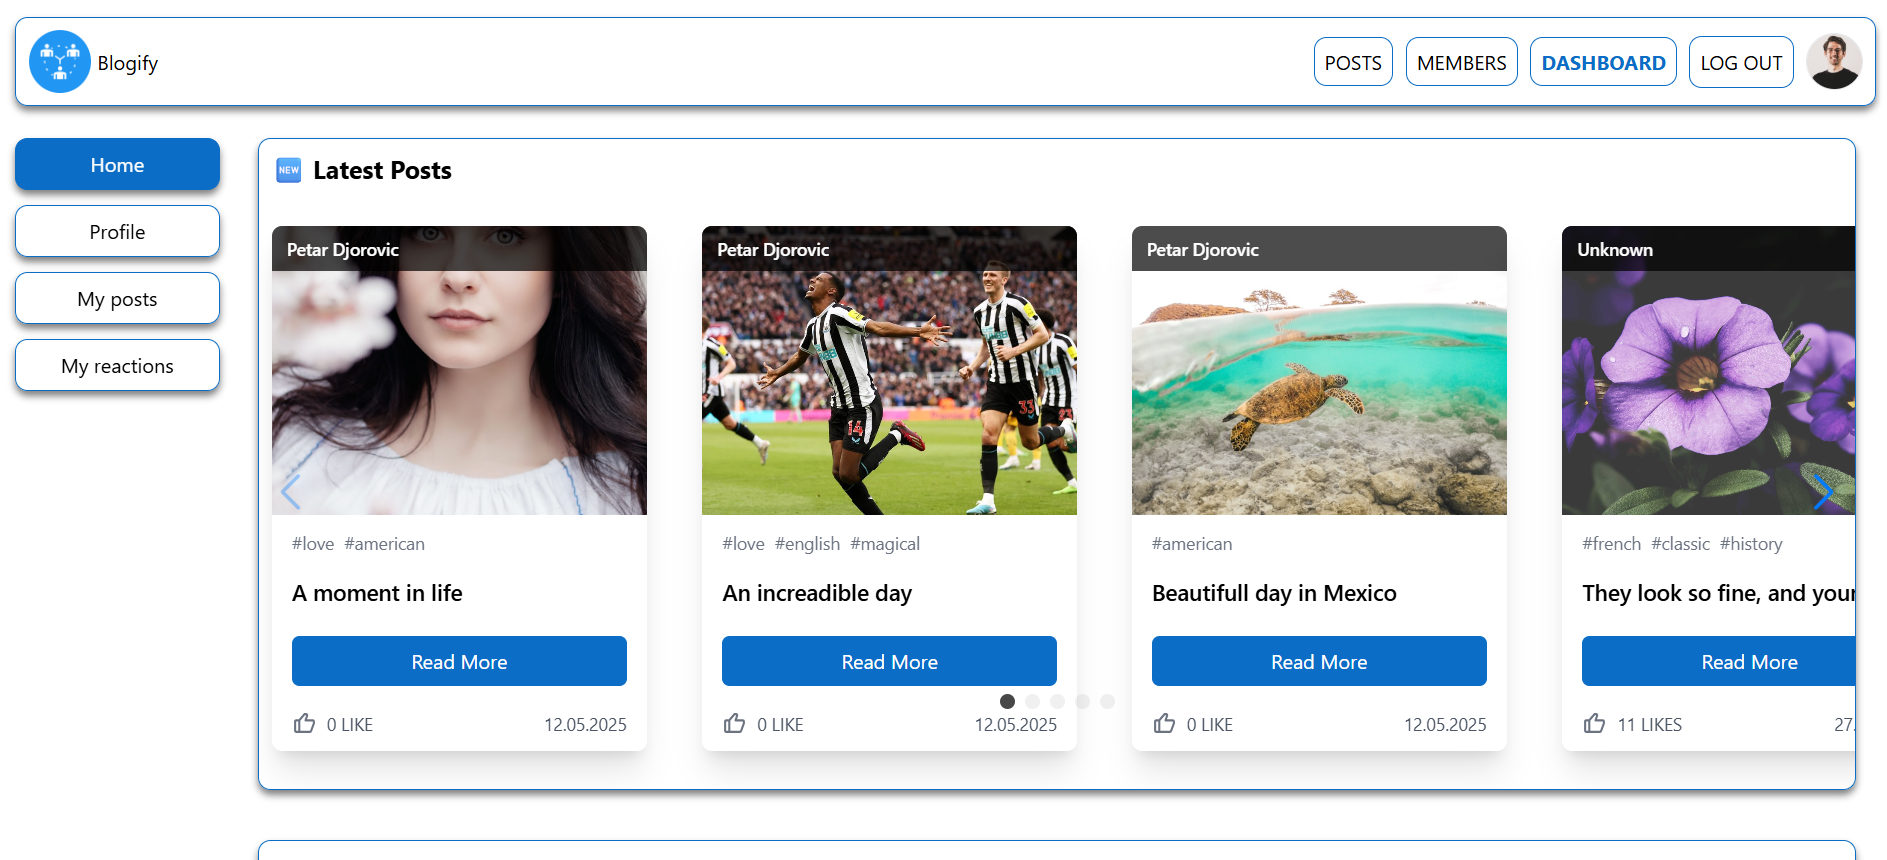 Blogify
POSTS
MEMBERS
DASHBOARD
LOG OUT
Home
Profile
My posts
My reactions
NEW Latest Posts
Petar Djorovic
#love #american
A moment in life
Read More
0 LIKE 12.05.2025
Petar Djorovic
14
33
23
#love #english #magical
An increadible day
Read More
0 LIKE 12.05.2025
Petar Djorovic
#american
Beautifull day in Mexico
Read More
0 LIKE 12.05.2025
Unknown
#french #classic #history
They look so fine, and your
Read More
11 LIKES 27.